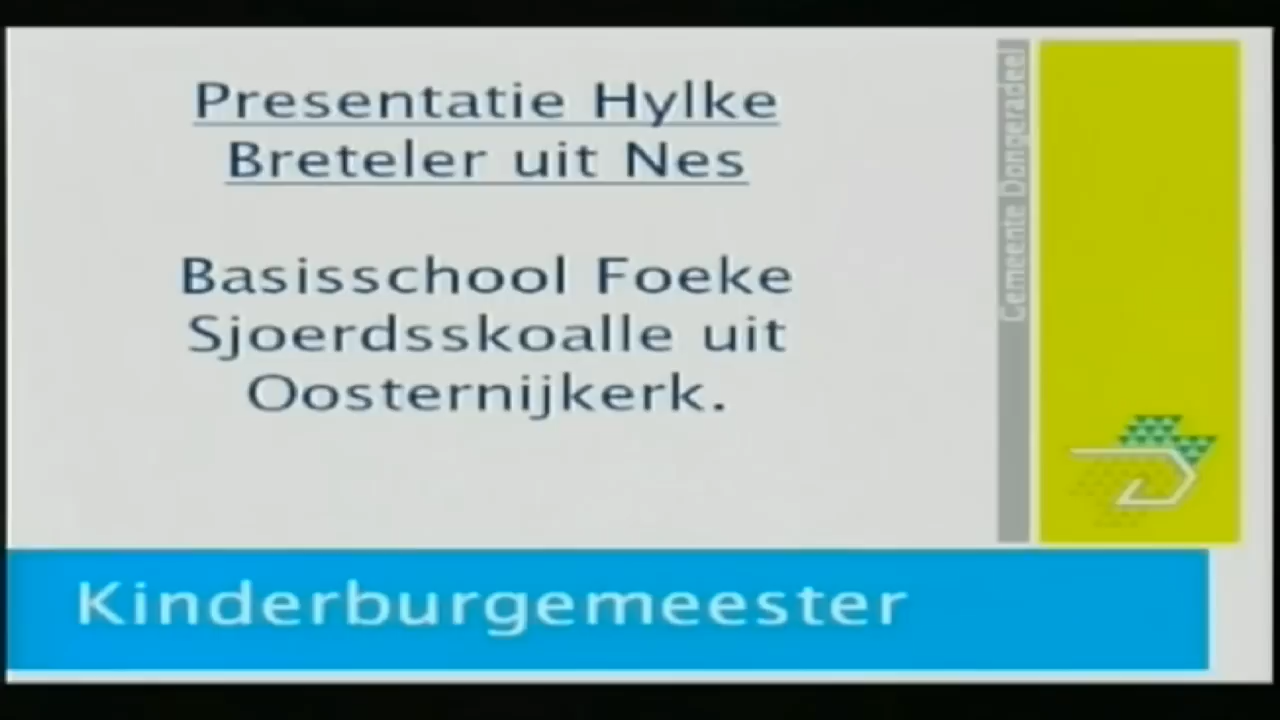 Presentatie Hylke
Breteler uit Nes
Basisschool Foeke
Sjoerdsskoalle uit
Oosternijkerk.
Gemeente Dongeradeel
Kinderburgemeester